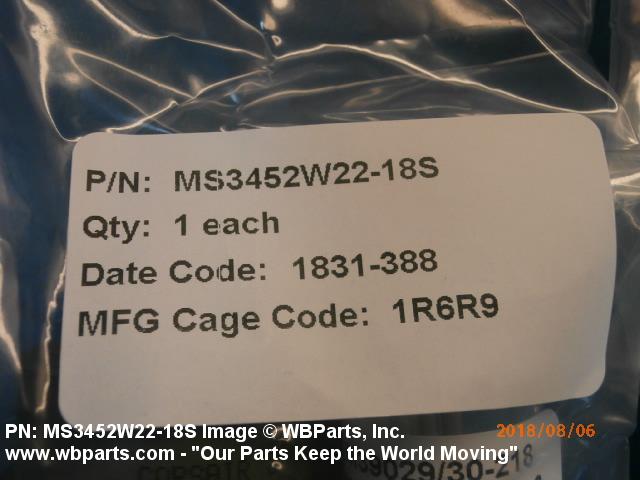 P/N: MS3452W22-18S
Qty: 1 each
Date Code: 1831-388
MFG Cage Code: 1R6R9
PN: MS3452W22-18S Image © WBParts, Inc.
2018/08/06
www.wbparts.com - "Our Parts Keep the World Moving"